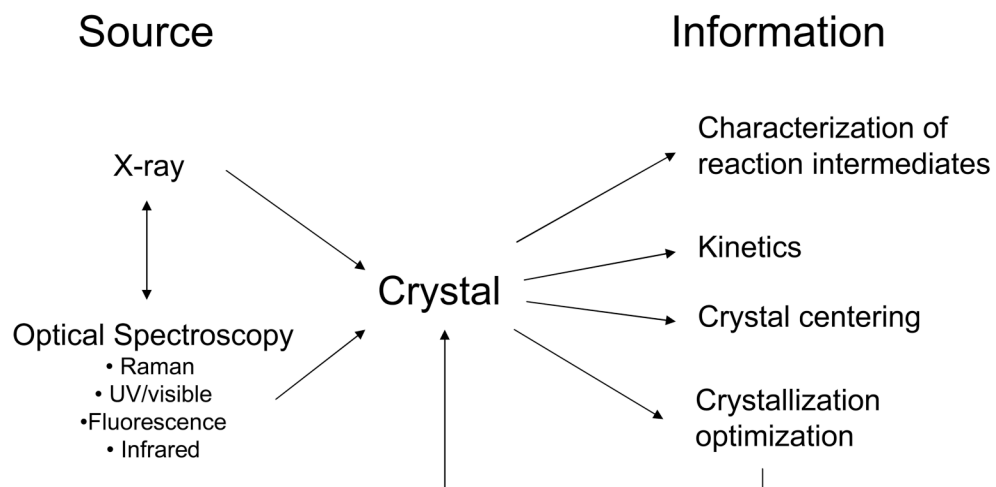 Source
Information
X-ray
Optical Spectroscopy
• Raman
• UV/visible
•Fluorescence
• Infrared
Crystal
Characterization of
reaction intermediates
Kinetics
Crystal centering
Crystallization
optimization